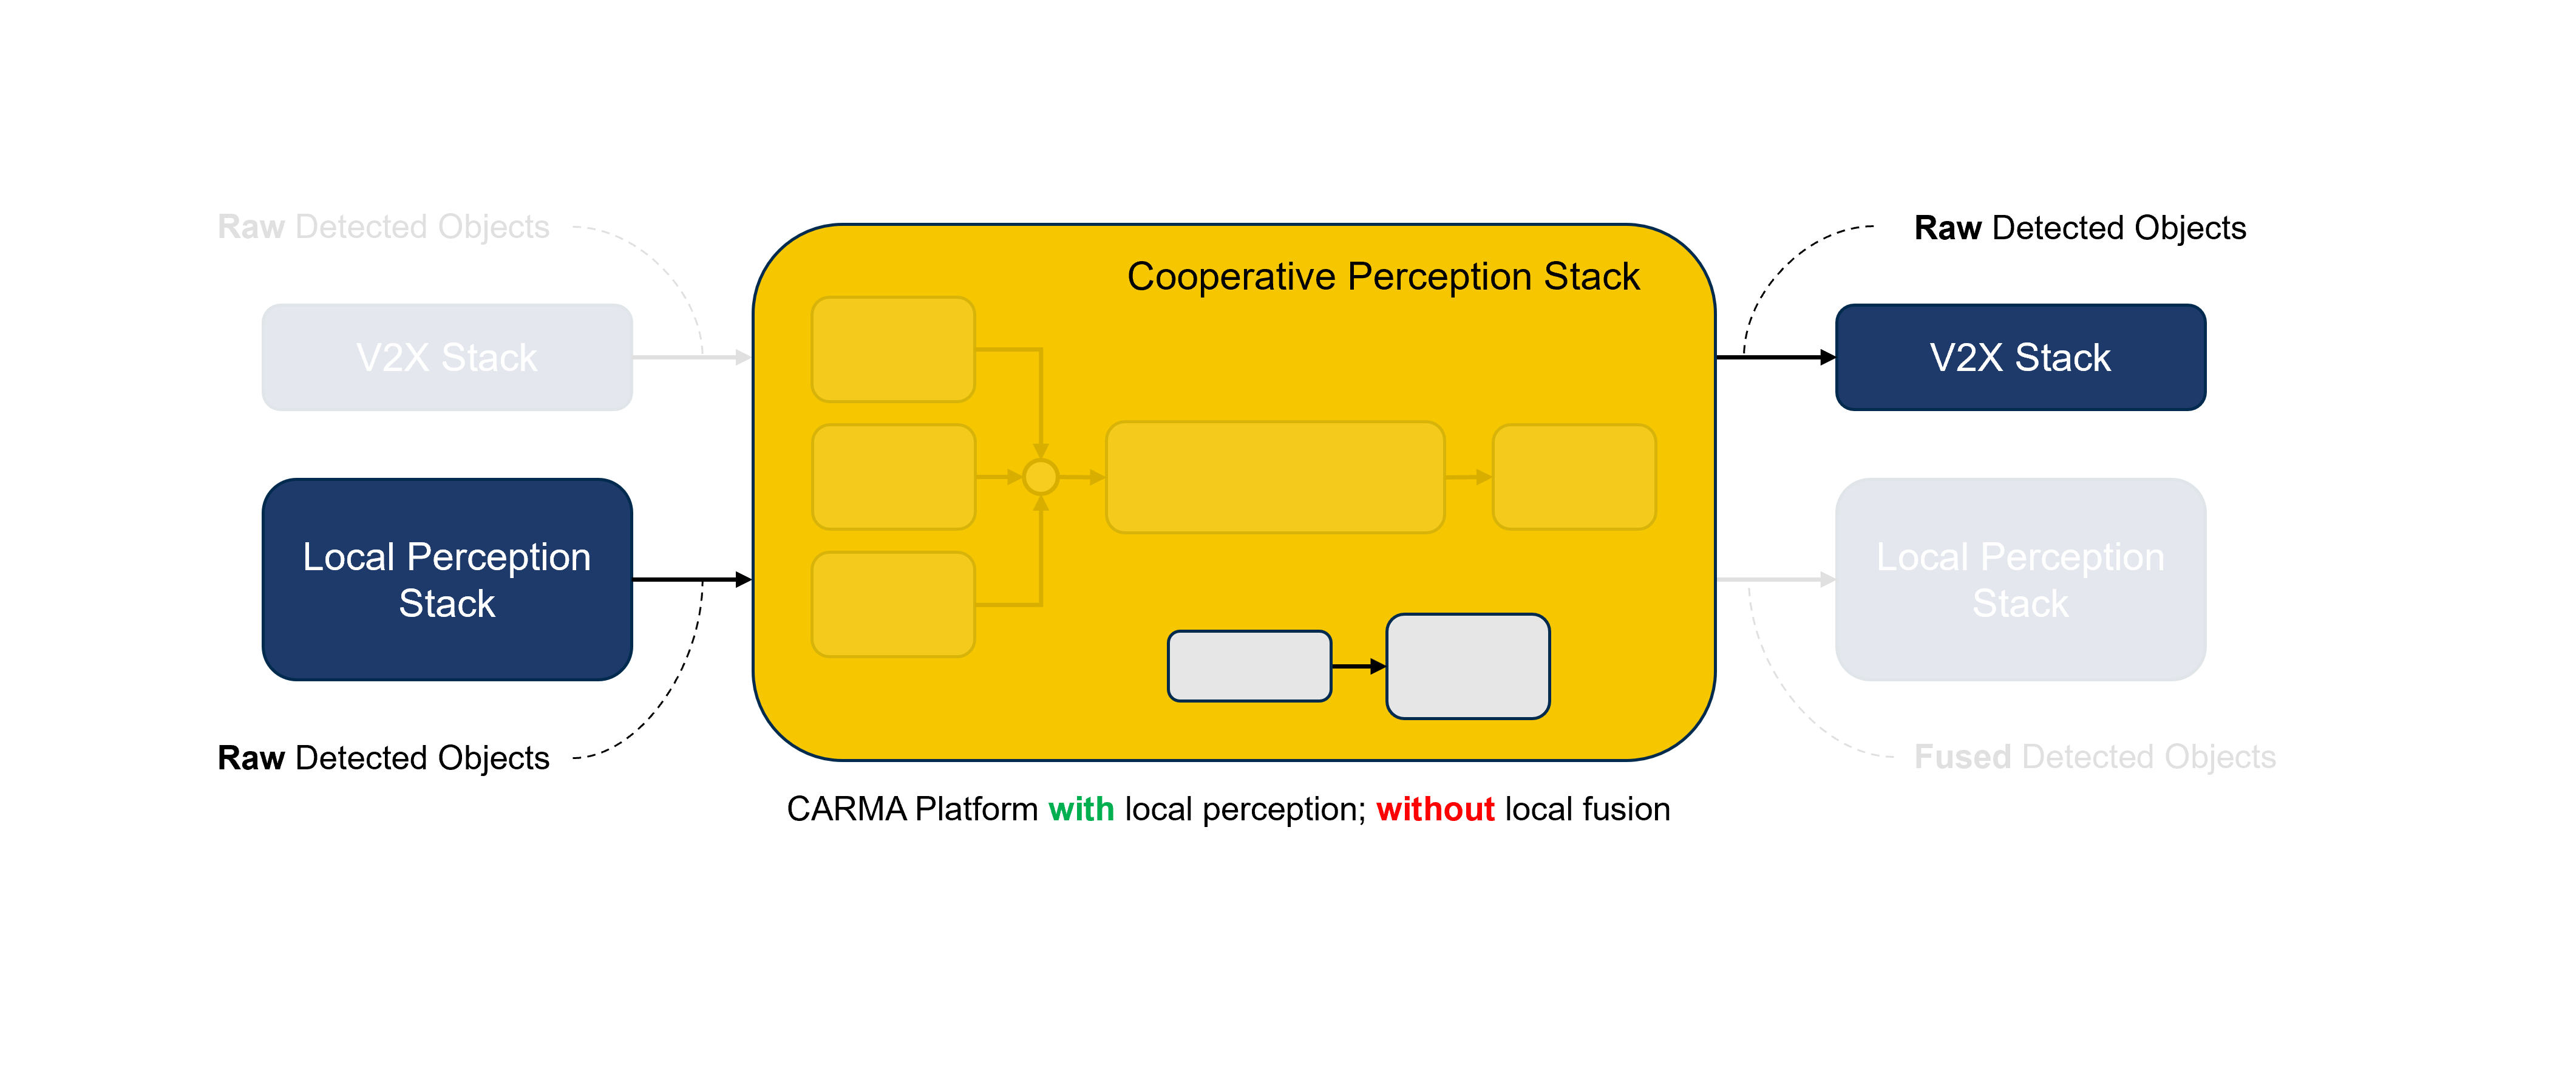 Raw Detected Objects
V2X Stack
Local Perception
Stack
Raw Detected Objects
Cooperative Perception Stack
CARMA Platform with local perception; without local fusion
Raw Detected Objects
V2X Stack
Local Perception
Stack
Fused Detected Objects